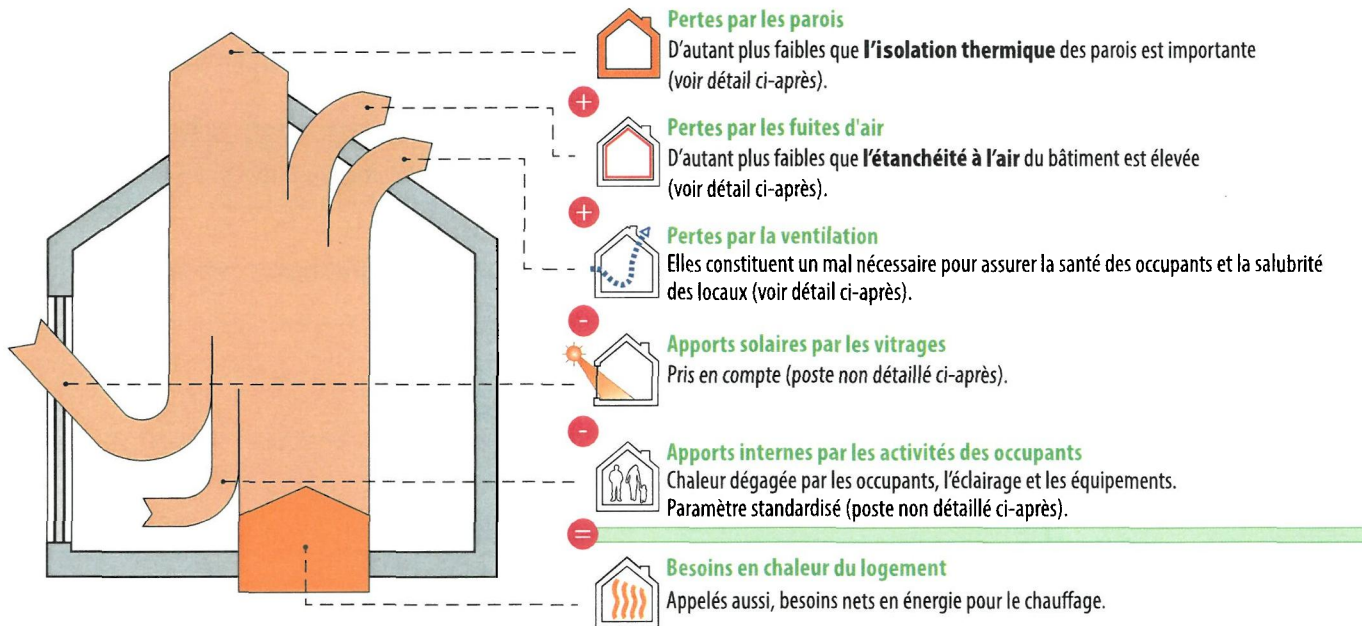 Pertes par les parois
D'autant plus faibles que l'isolation thermique des parois est importante
(voir détail ci-après).
+
Pertes par les fuites d'air
D'autant plus faibles que l'étanchéité à l'air du bâtiment est élevée
(voir détail ci-après).
+
Pertes par la ventilation
Elles constituent un mal nécessaire pour assurer la santé des occupants et la salubrité
des locaux (voir détail ci-après).
-
Apports solaires par les vitrages
Pris en compte (poste non détaillé ci-après).
-
Apports internes par les activités des occupants
Chaleur dégagée par les occupants, l'éclairage et les équipements.
Paramètre standardisé (poste non détaillé ci-après).
=
Besoins en chaleur du logement
Appelés aussi, besoins nets en énergie pour le chauffage.